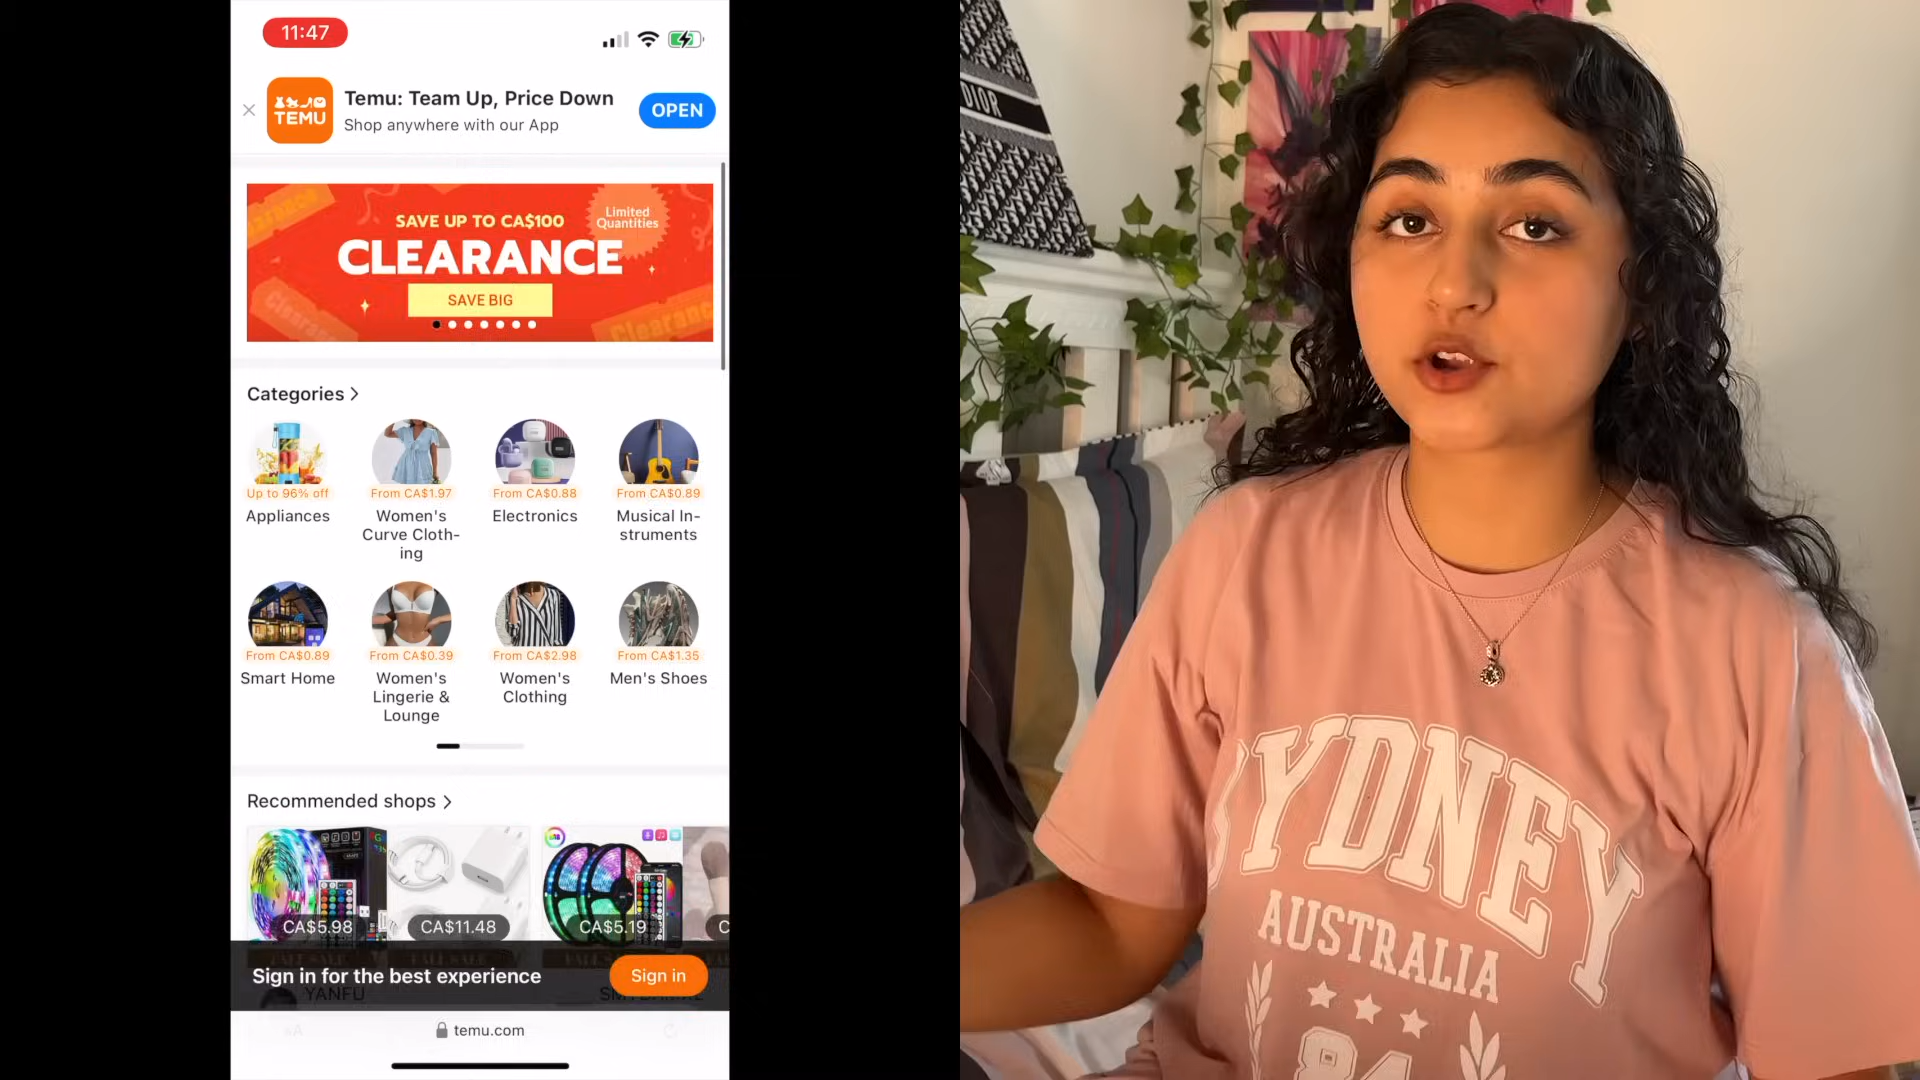 11:47
Temu: Team Up, Price Down
Shop anywhere with our App
OPEN
TEMU
Limited
Quantities
SAVE UP TO CA$100
CLEARANCE
SAVE BIG
Clearance
Categories >
Up to 96% off
Appliances
From CA$1.97
Women's
Curve Cloth-
ing
From CA$0.88
Electronics
From CA$0.89
Musical In-
struments
From CA$0.89
Smart Home
From CA$0.39
Women's
Lingerie &
Lounge
From CA$2.98
Women's
Clothing
From CA$1.35
Men's Shoes
Recommended shops >
CA$5.98
CA$11.48
CA$5.19
C
Sign in for the best experience
Sign in
YANFU
temu.com
DIOR
SYDNEY
AUSTRALIA
84